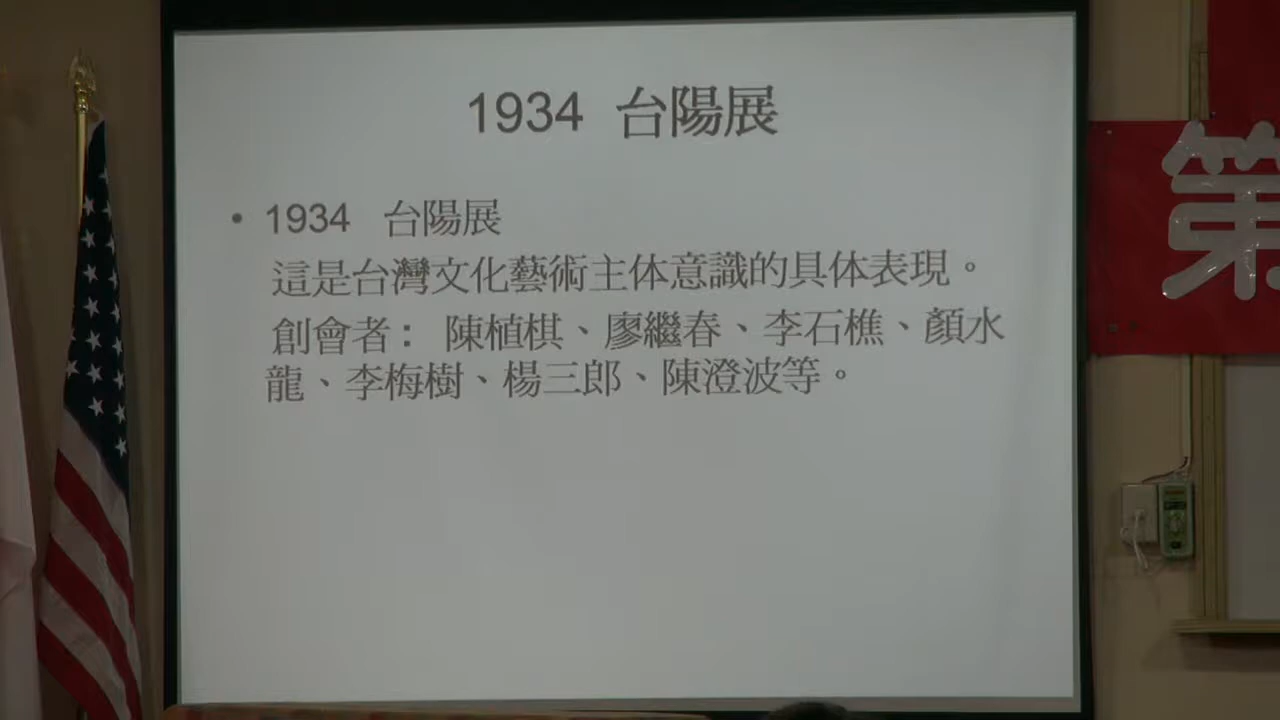 1934 台陽展
• 1934 台陽展
這是台灣文化藝術主体意識的具体表現。
創會者： 陳植棋、廖繼春、李石樵、顏水
龍、李梅樹、楊三郎、陳澄波等。
第